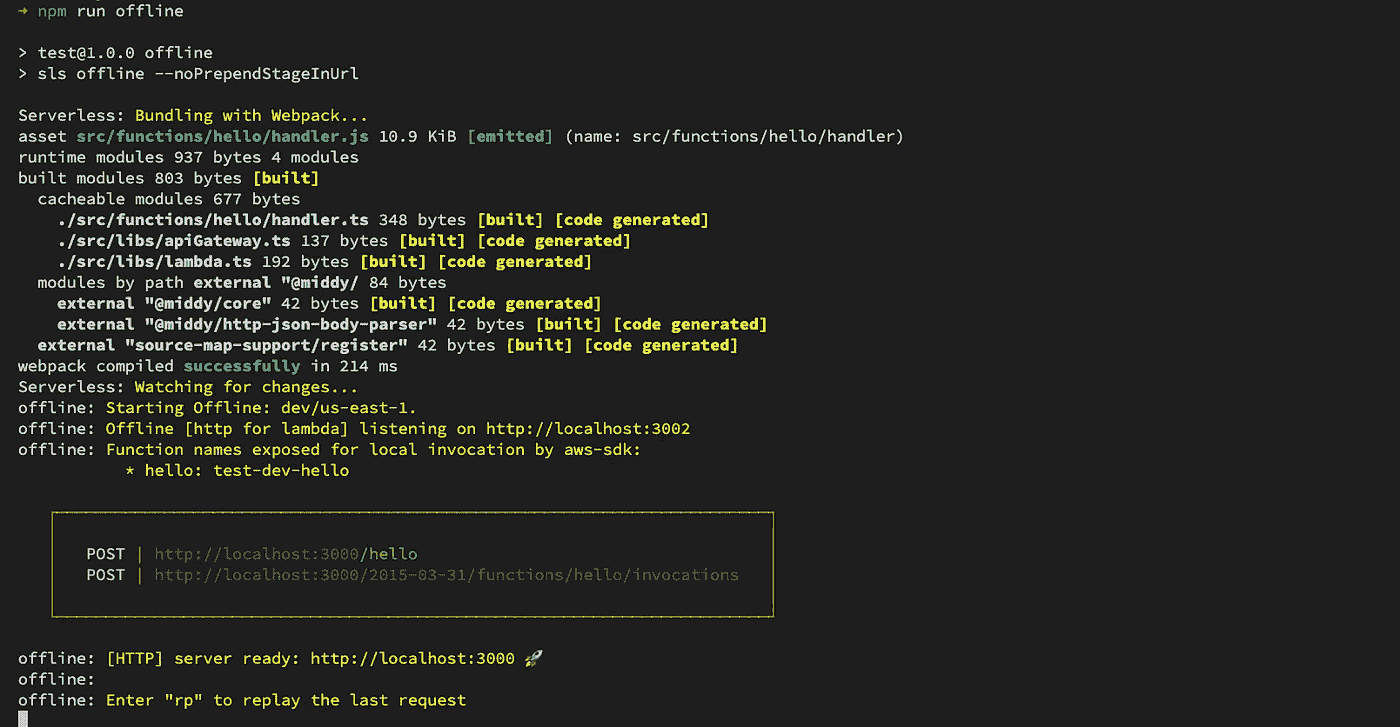 → npm run offline
> test@1.0.0 offline
> sls offline --noPrependStageInUrl
Serverless: Bundling with Webpack...
asset src/functions/hello/handler.js 10.9 KiB [emitted] (name: src/functions/hello/handler)
runtime modules 937 bytes 4 modules
built modules 803 bytes [built]
cacheable modules 677 bytes
./src/functions/hello/handler.ts 348 bytes [built] [code generated]
./src/libs/apiGateway.ts 137 bytes [built] [code generated]
./src/libs/lambda.ts 192 bytes [built] [code generated]
modules by path external "@middy/ 84 bytes
external "@middy/core" 42 bytes [built] [code generated]
external "@middy/http-json-body-parser" 42 bytes [built] [code generated]
external "source-map-support/register" 42 bytes [built] [code generated]
webpack compiled successfully in 214 ms
Serverless: Watching for changes...
offline: Starting Offline: dev/us-east-1.
offline: Offline [http for lambda] listening on http://localhost:3002
offline: Function names exposed for local invocation by aws-sdk:
* hello: test-dev-hello
POST | http://localhost:3000/hello
POST | http://localhost:3000/2015-03-31/functions/hello/invocations
offline: [HTTP] server ready: http://localhost:3000 🚀
offline:
offline: Enter "rp" to replay the last request